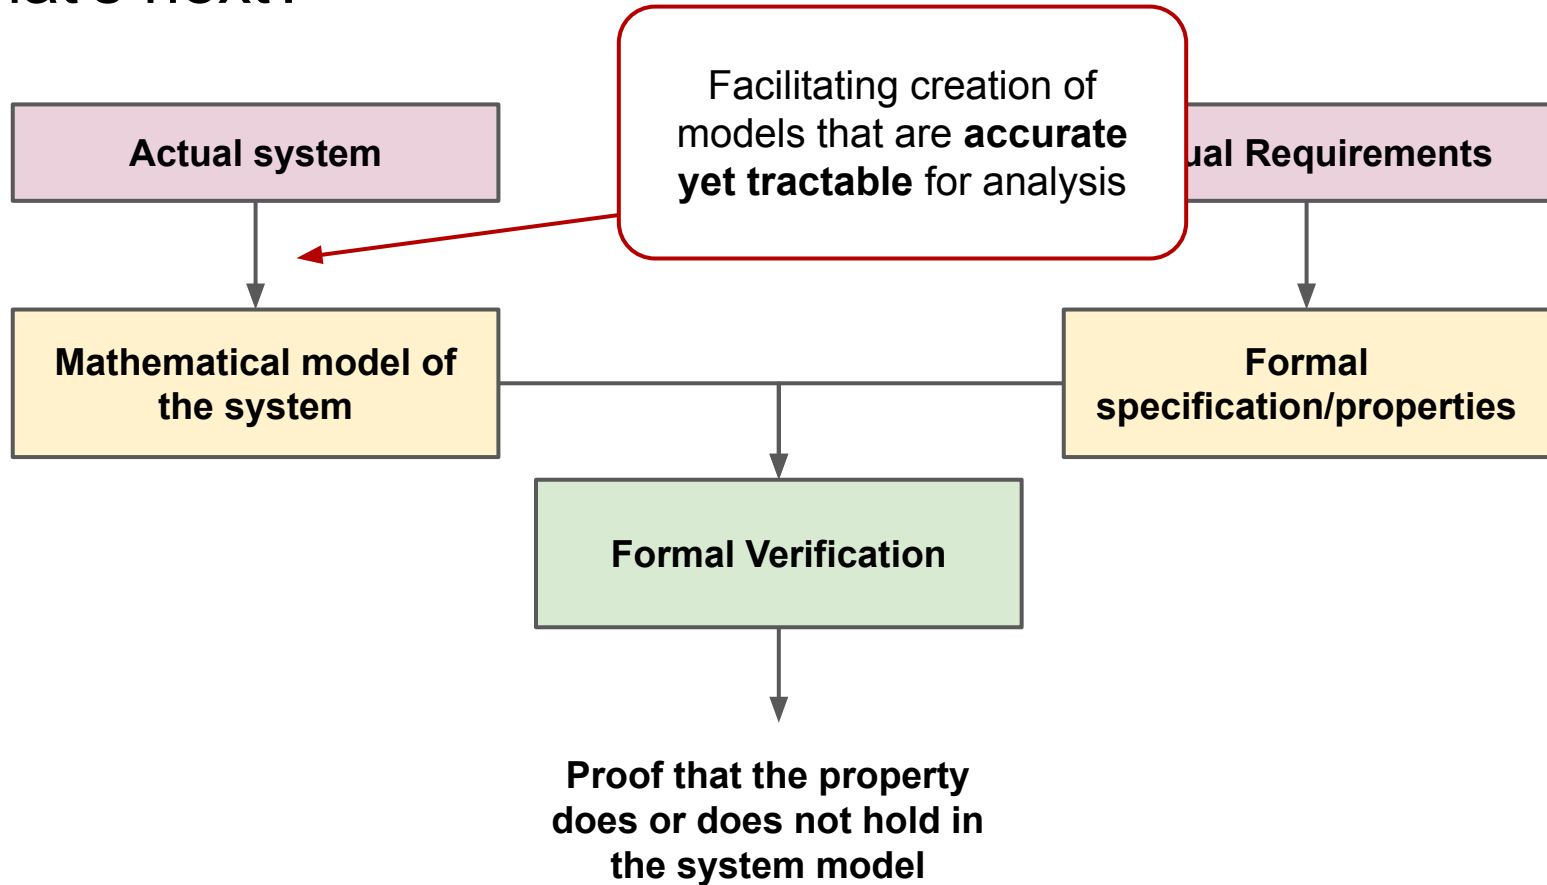 Facilitating creation of
models that are accurate
yet tractable for analysis
Actual system
Requirements
Mathematical model of
the system
Formal
specification/properties
Formal Verification
Proof that the property
does or does not hold in
the system model